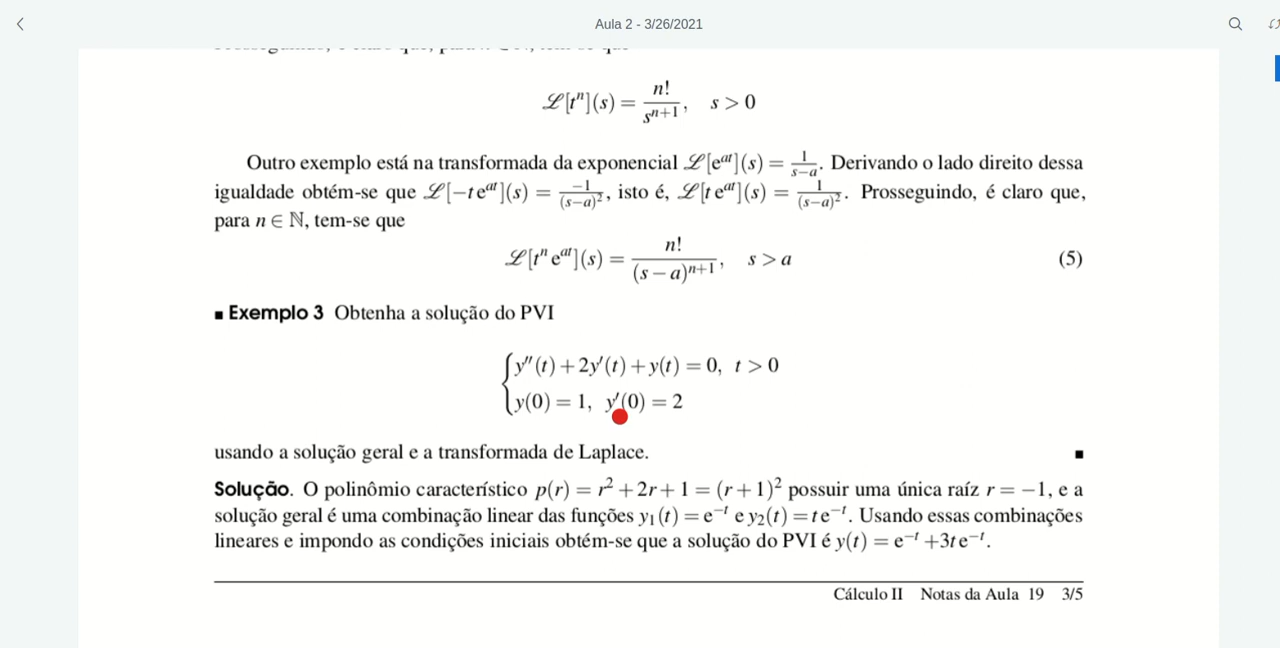 Aula 2 - 3/26/2021
ℒ[tⁿ](s) = n!/sⁿ⁺¹, s > 0
Outro exemplo está na transformada da exponencial ℒ[eᵃᵗ](s) = 1/(s−a). Derivando o lado direito dessa
igualdade obtém-se que ℒ[−t eᵃᵗ](s) = −1/(s−a)², isto é, ℒ[t eᵃᵗ](s) = 1/(s−a)². Prosseguindo, é claro que,
para n ∈ ℕ, tem-se que
ℒ[tⁿ eᵃᵗ](s) = n!/(s − a)ⁿ⁺¹, s > a (5)
■ Exemplo 3 Obtenha a solução do PVI
{ y″(t) + 2y′(t) + y(t) = 0, t > 0
y(0) = 1, y′(0) = 2
usando a solução geral e a transformada de Laplace. ■
Solução. O polinômio característico p(r) = r² + 2r + 1 = (r + 1)² possuir uma única raíz r = −1, e a
solução geral é uma combinação linear das funções y₁(t) = e⁻ᵗ e y₂(t) = t e⁻ᵗ. Usando essas combinações
lineares e impondo as condições iniciais obtém-se que a solução do PVI é y(t) = e⁻ᵗ +3t e⁻ᵗ.
Cálculo II Notas da Aula 19 3/5